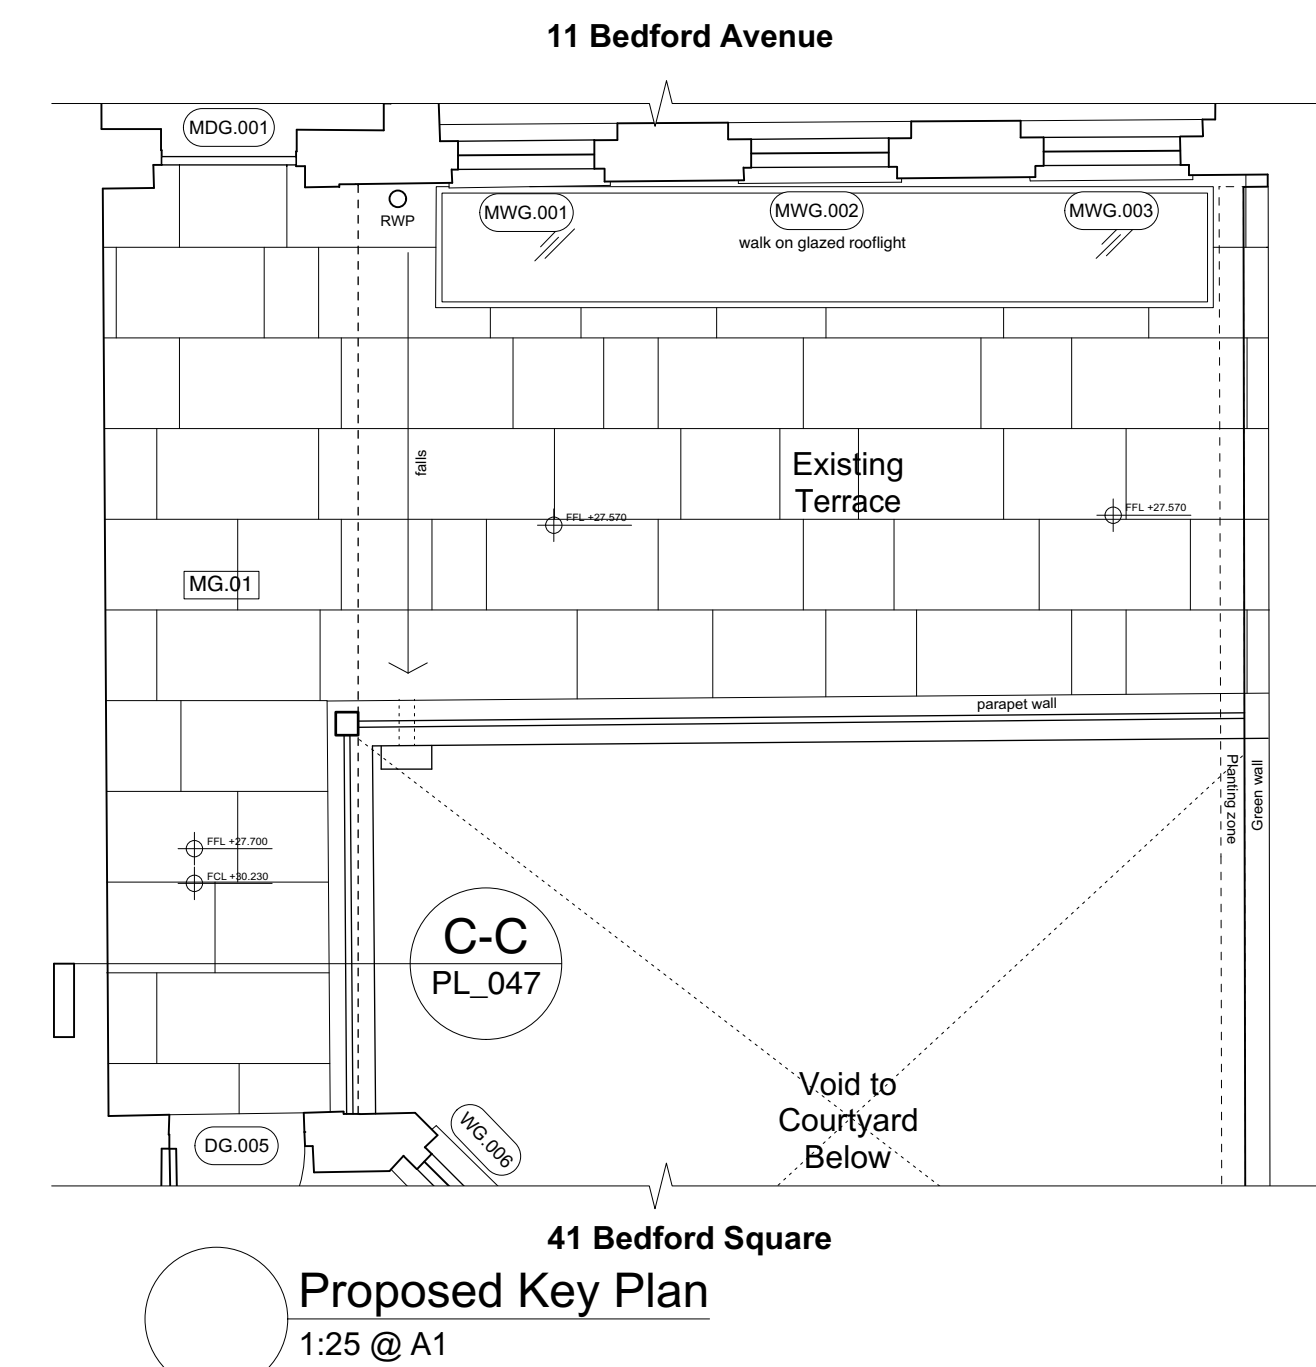 11 Bedford Avenue
MDG.001
RWP
MWG.001
MWG.002
MWG.003
walk on glazed rooflight
falls
Existing
Terrace
FFL +27.570
FFL +27.570
MG.01
parapet wall
Planting zone
Green wall
FFL +27.700
FCL +30.230
C-C
PL_047
Void to
Courtyard
Below
DG.005
WG.006
41 Bedford Square
Proposed Key Plan
1:25 @ A1